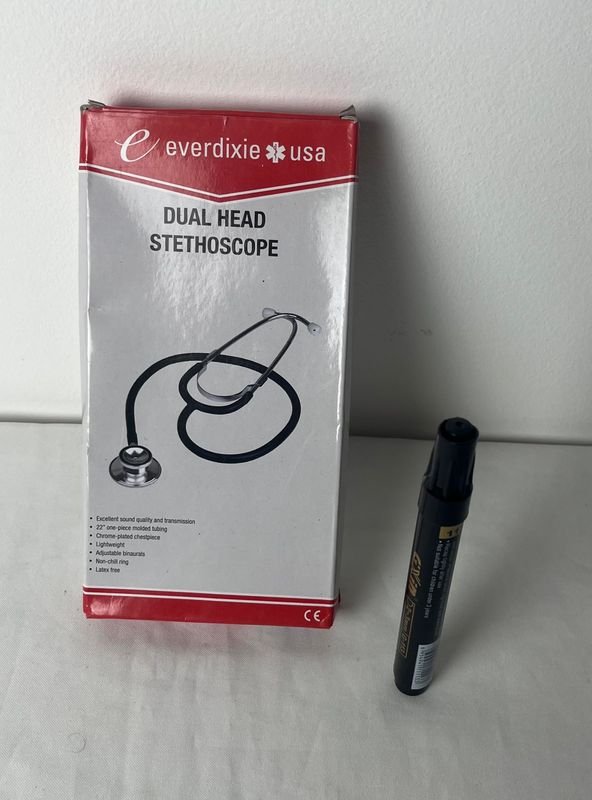 e everdixie usa
DUAL HEAD
STETHOSCOPE
• Excellent sound quality and transmission
• 22" one-piece molded tubing
• Chrome-plated chestpiece
• Lightweight
• Adjustable binaurals
• Non-chill ring
• Latex free
CE